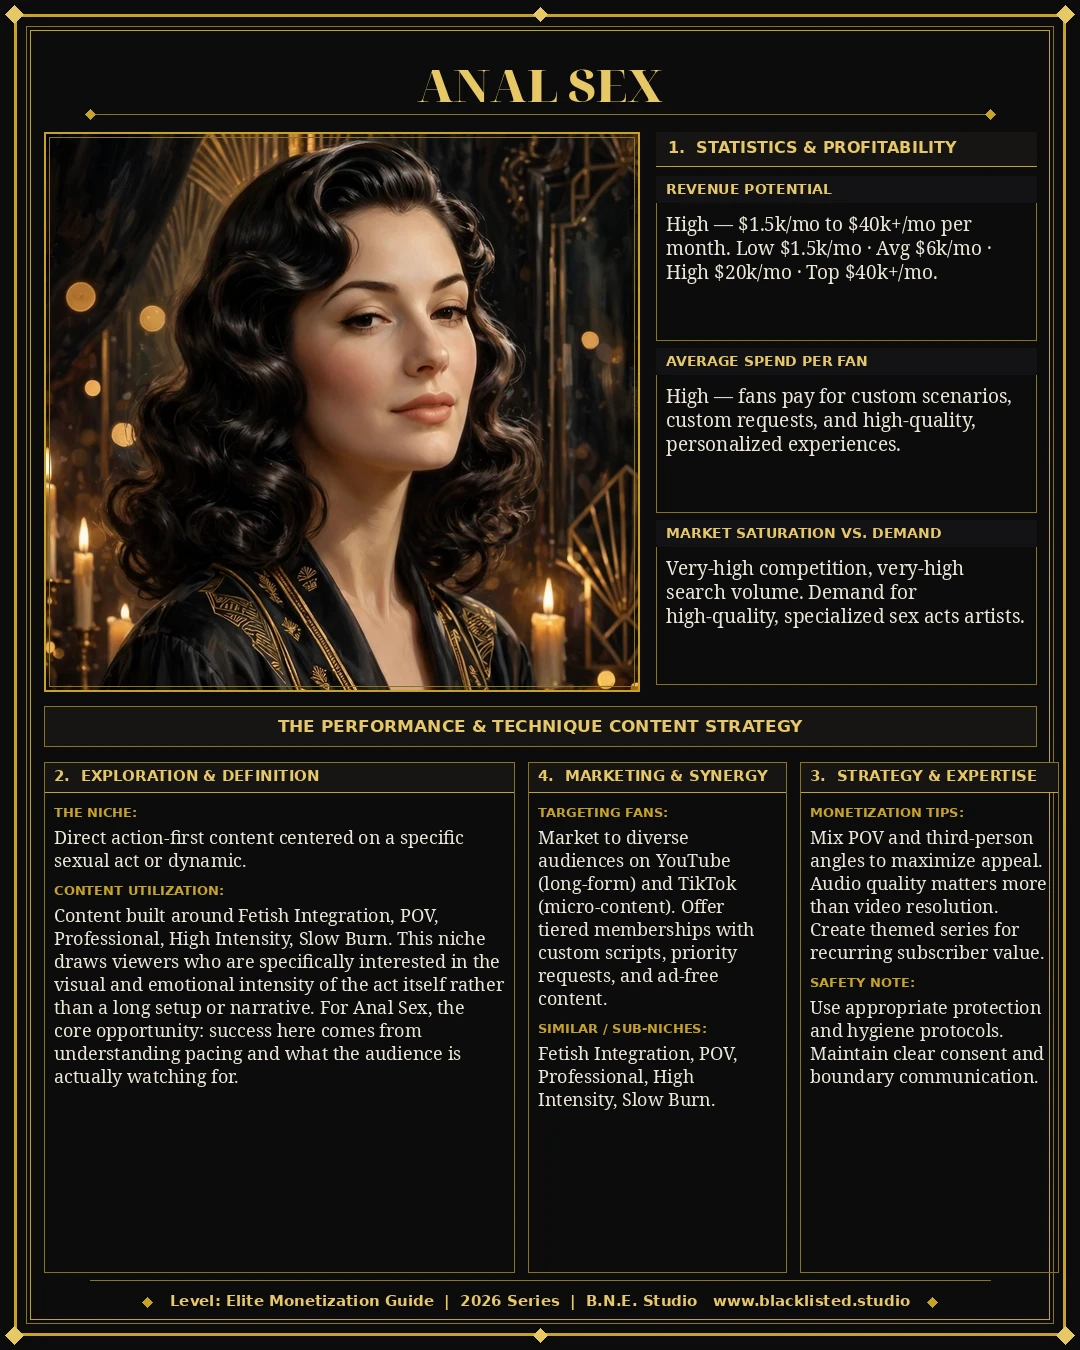 ANAL SEX
1. STATISTICS & PROFITABILITY
REVENUE POTENTIAL
High — $1.5k/mo to $40k+/mo per
month. Low $1.5k/mo · Avg $6k/mo ·
High $20k/mo · Top $40k+/mo.
AVERAGE SPEND PER FAN
High — fans pay for custom scenarios,
custom requests, and high-quality,
personalized experiences.
MARKET SATURATION VS. DEMAND
Very-high competition, very-high
search volume. Demand for
high-quality, specialized sex acts artists.
THE PERFORMANCE & TECHNIQUE CONTENT STRATEGY
2. EXPLORATION & DEFINITION
THE NICHE:
Direct action-first content centered on a specific
sexual act or dynamic.
CONTENT UTILIZATION:
Content built around Fetish Integration, POV,
Professional, High Intensity, Slow Burn. This niche
draws viewers who are specifically interested in the
visual and emotional intensity of the act itself rather
than a long setup or narrative. For Anal Sex, the
core opportunity: success here comes from
understanding pacing and what the audience is
actually watching for.
4. MARKETING & SYNERGY
TARGETING FANS:
Market to diverse
audiences on YouTube
(long-form) and TikTok
(micro-content). Offer
tiered memberships with
custom scripts, priority
requests, and ad-free
content.
SIMILAR / SUB-NICHES:
Fetish Integration, POV,
Professional, High
Intensity, Slow Burn.
3. STRATEGY & EXPERTISE
MONETIZATION TIPS:
Mix POV and third-person
angles to maximize appeal.
Audio quality matters more
than video resolution.
Create themed series for
recurring subscriber value.
SAFETY NOTE:
Use appropriate protection
and hygiene protocols.
Maintain clear consent and
boundary communication.
Level: Elite Monetization Guide | 2026 Series | B.N.E. Studio www.blacklisted.studio